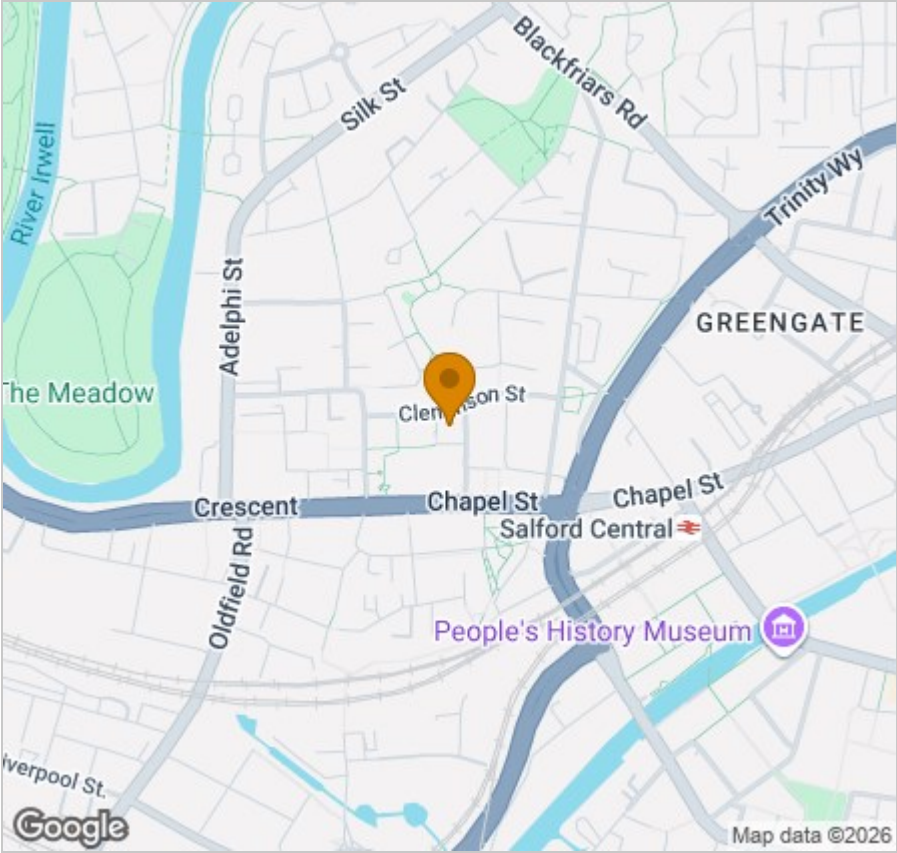 Blackfriars Rd
Silk St
River Irwell
Trinity Wy
Adelphi St
GREENGATE
The Meadow
St
Chapel St
Crescent
Chapel St
Salford Central
Oldfield Rd
People's History Museum
St.
Google
Map data ©2026